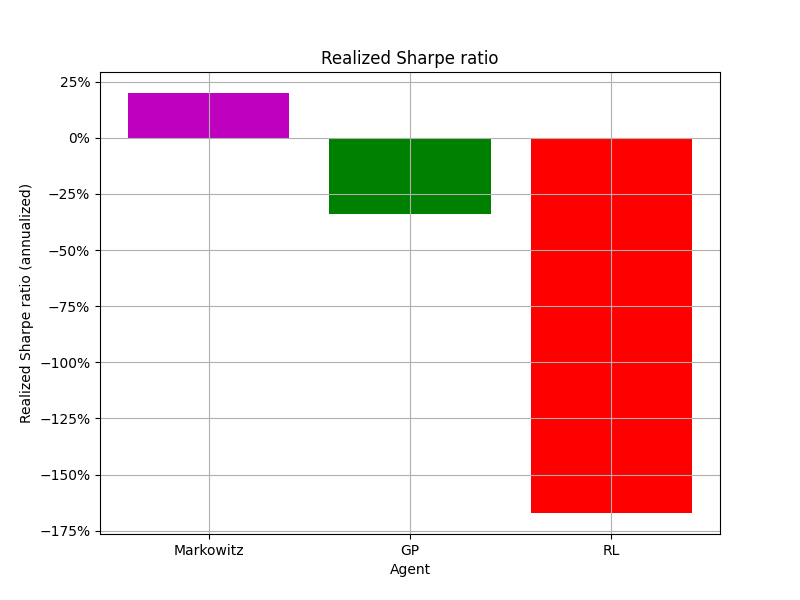 Realized Sharpe ratio
Realized Sharpe ratio (annualized)
25%
0%
−25%
−50%
−75%
−100%
−125%
−150%
−175%
Markowitz
GP
RL
Agent